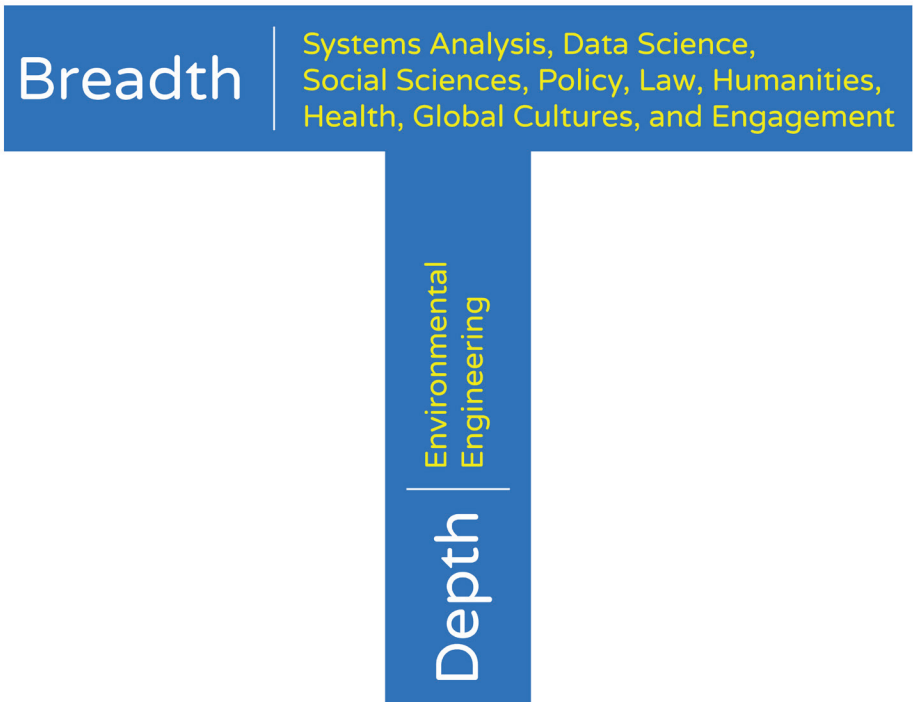 Breadth
Systems Analysis, Data Science,
Social Sciences, Policy, Law, Humanities,
Health, Global Cultures, and Engagement
Environmental
Engineering
Depth